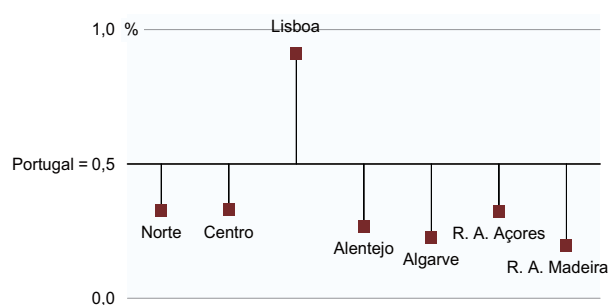 Lisboa
1,0 %
Portugal = 0,5
Norte
Centro
Alentejo
Algarve
R. A. Açores
R. A. Madeira
0,0